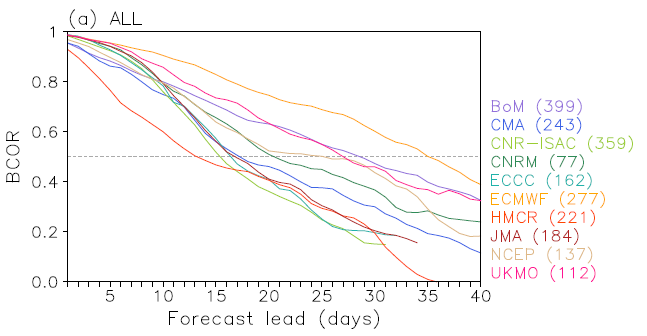 (a) ALL
BCOR
1
0.8
0.6
0.4
0.2
0.0
5 10 15 20 25 30 35 40
Forecast lead (days)
BoM (399)
CMA (243)
CNR-ISAC (359)
CNRM (77)
ECCC (162)
ECMWF (277)
HMCR (221)
JMA (184)
NCEP (137)
UKMO (112)